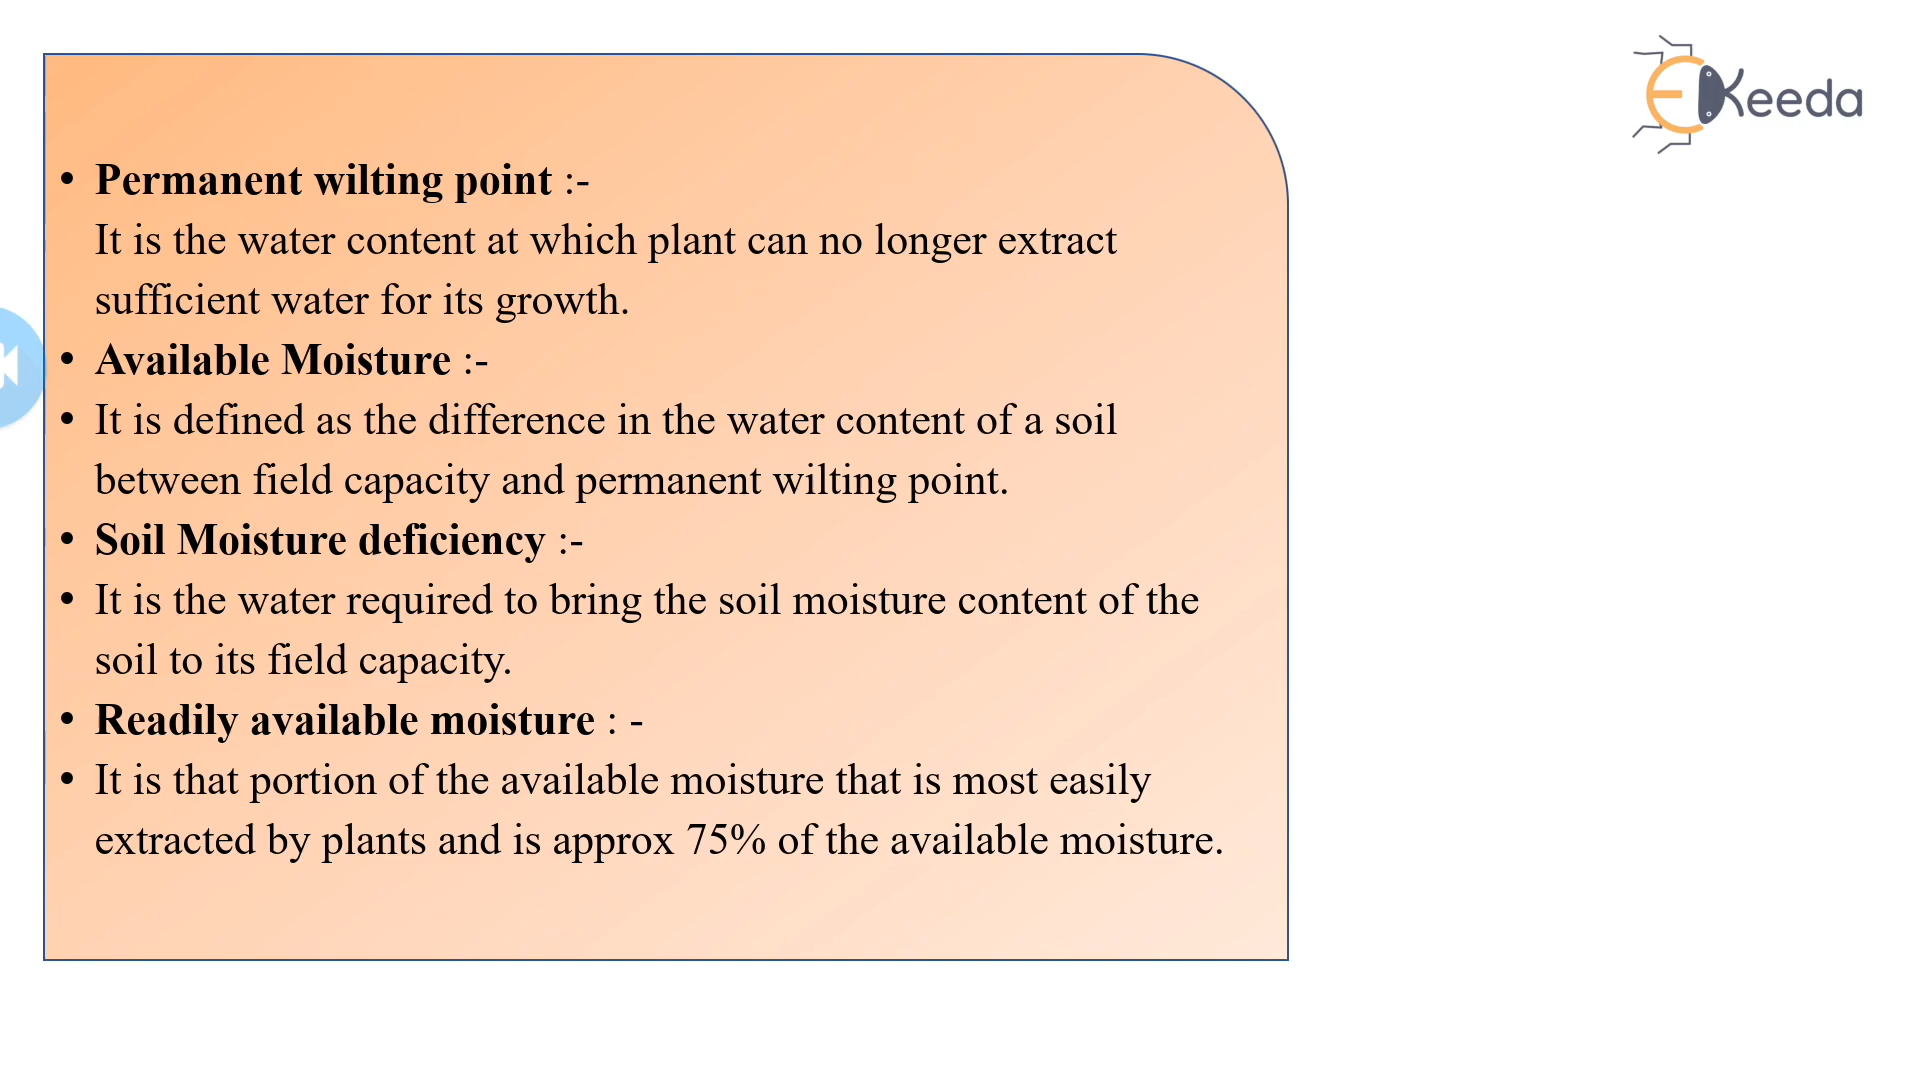 EKeeda
• Permanent wilting point :-
It is the water content at which plant can no longer extract
sufficient water for its growth.
• Available Moisture :-
• It is defined as the difference in the water content of a soil
between field capacity and permanent wilting point.
• Soil Moisture deficiency :-
• It is the water required to bring the soil moisture content of the
soil to its field capacity.
• Readily available moisture : -
• It is that portion of the available moisture that is most easily
extracted by plants and is approx 75% of the available moisture.